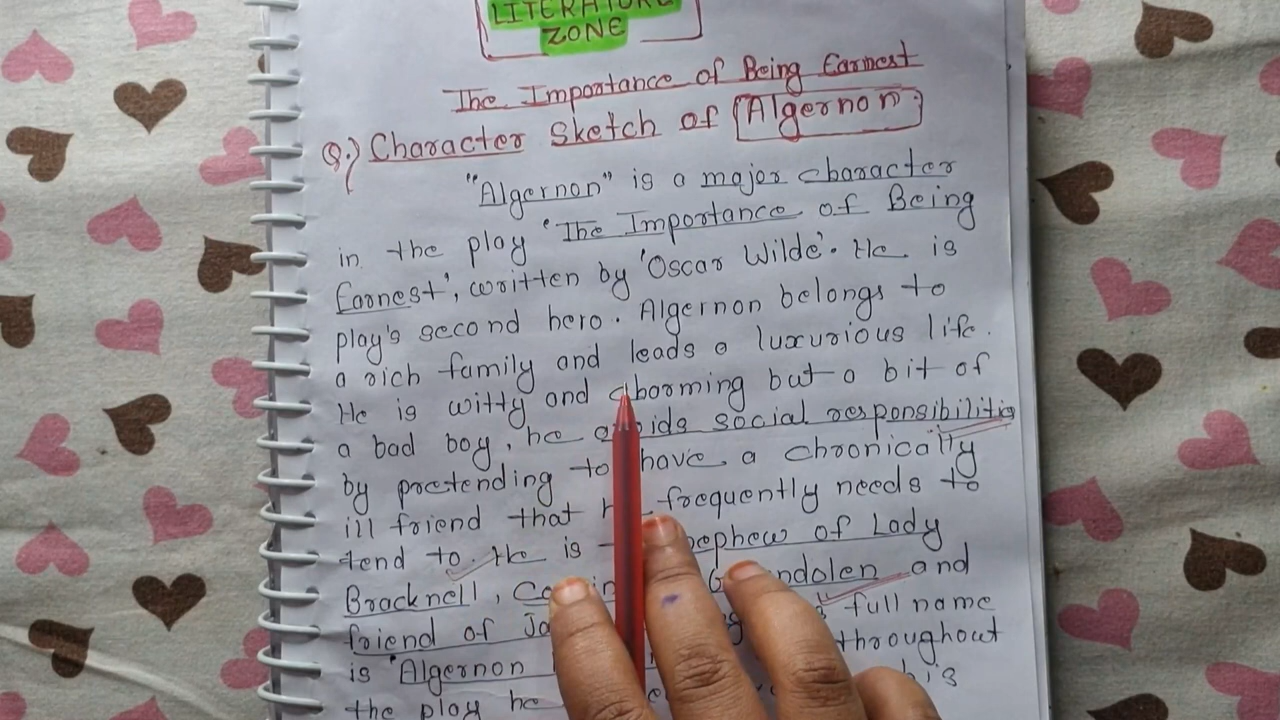 LITERATURE
ZONE
The Importance of Being Earnest
Q.) Character Sketch of Algernon.
"Algernon" is a major character
in the play 'The Importance of Being
Earnest', written by 'Oscar Wilde'. He is
play's second hero. Algernon belongs to
a rich family and leads a luxurious life.
He is witty and charming but a bit of
a bad boy, he avoids social responsibilitis
by pretending to have a chronically
ill friend that frequently needs to
tend to. He is nephew of Lady
Bracknell, and
friend of full name
is "Algernon throughout
the play he his